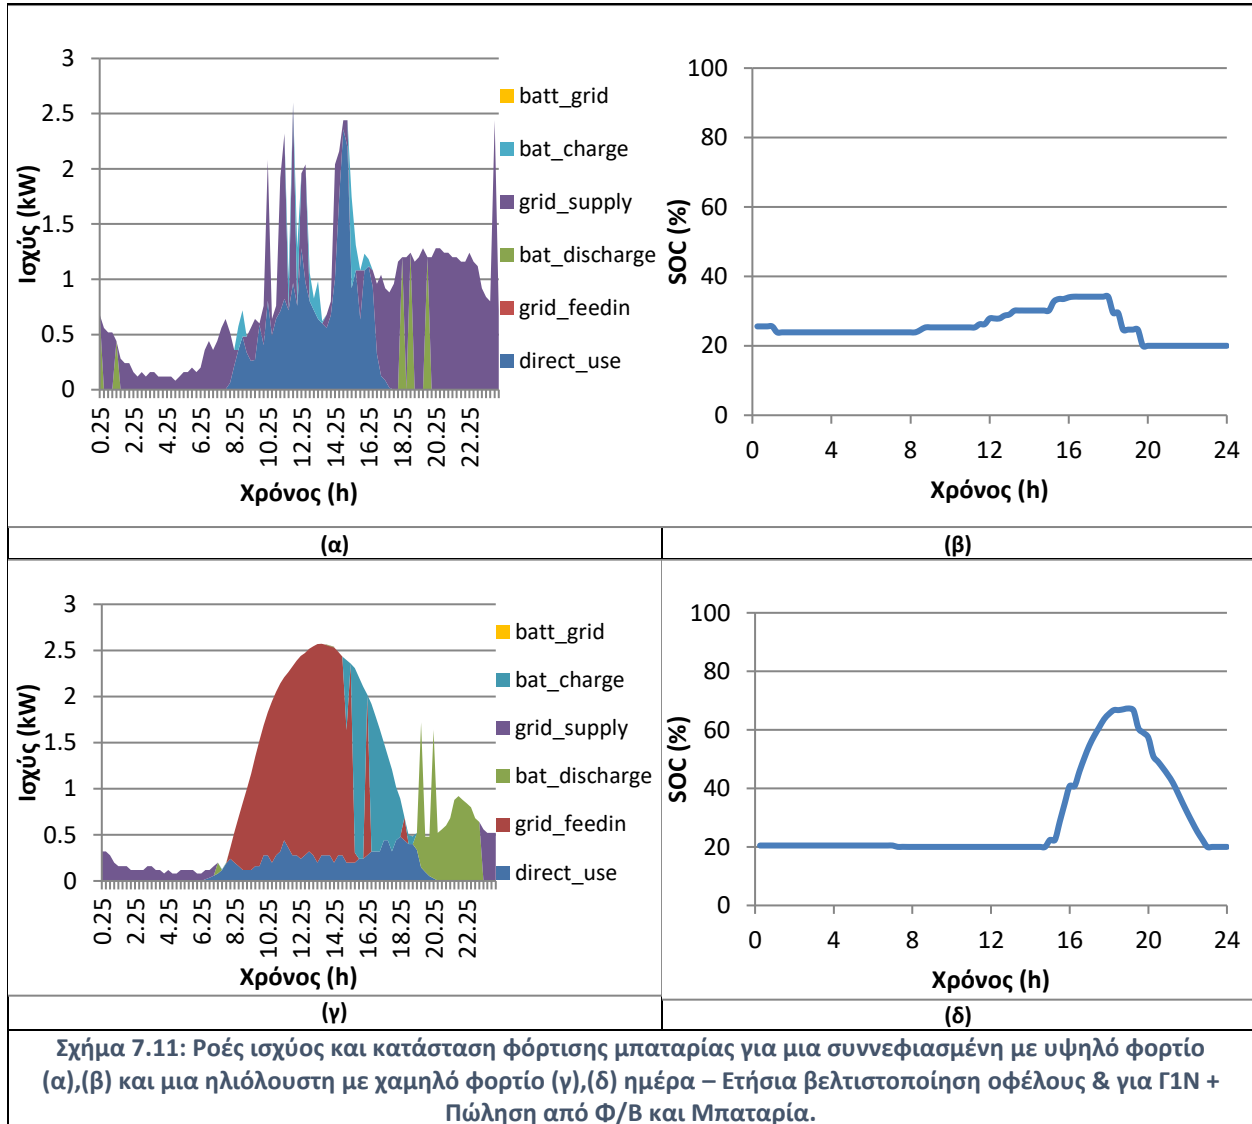 3
2.5
2
1.5
1
0.5
0
Ισχύς (kW)
0.25
2.25
4.25
6.25
8.25
10.25
12.25
14.25
16.25
18.25
20.25
22.25
Χρόνος (h)
batt_grid
bat_charge
grid_supply
bat_discharge
grid_feedin
direct_use
100
80
60
40
20
0
SOC (%)
0 4 8 12 16 20 24
Χρόνος (h)
(α) (β)
3
2.5
2
1.5
1
0.5
0
Ισχύς (kW)
0.25
2.25
4.25
6.25
8.25
10.25
12.25
14.25
16.25
18.25
20.25
22.25
Χρόνος (h)
batt_grid
bat_charge
grid_supply
bat_discharge
grid_feedin
direct_use
100
80
60
40
20
0
SOC (%)
0 4 8 12 16 20 24
Χρόνος (h)
(γ) (δ)
Σχήμα 7.11: Ροές ισχύος και κατάσταση φόρτισης μπαταρίας για μια συννεφιασμένη με υψηλό φορτίο
(α),(β) και μια ηλιόλουστη με χαμηλό φορτίο (γ),(δ) ημέρα – Ετήσια βελτιστοποίηση οφέλους & για Γ1Ν +
Πώληση από Φ/Β και Μπαταρία.